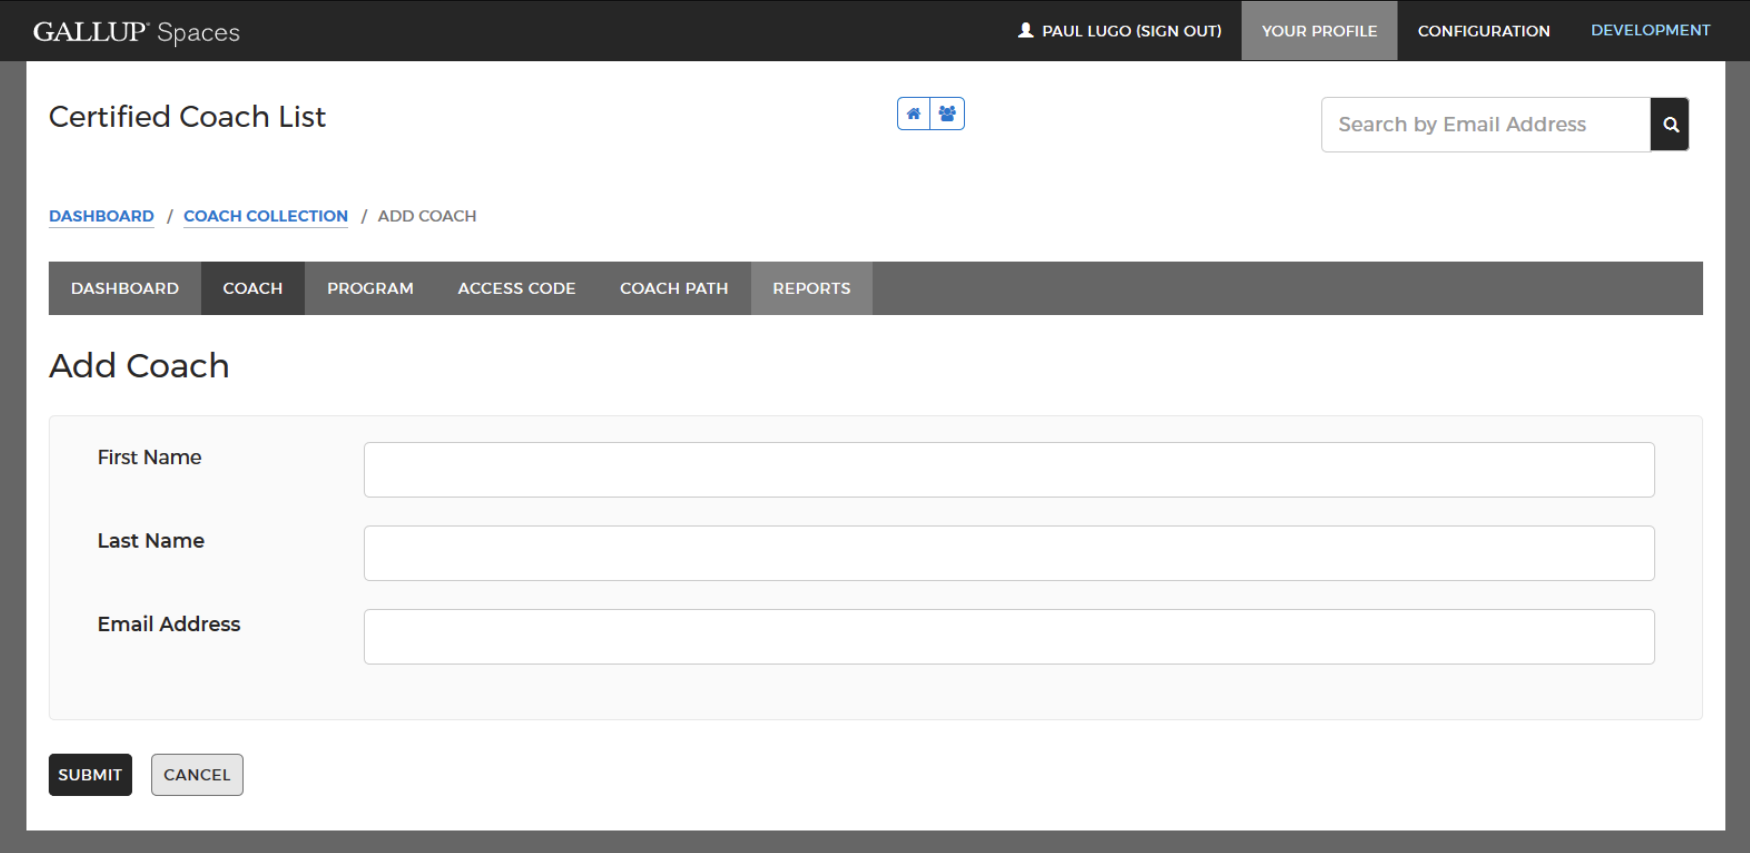 GALLUP® Spaces
PAUL LUGO (SIGN OUT) YOUR PROFILE CONFIGURATION DEVELOPMENT
Certified Coach List
Search by Email Address
DASHBOARD / COACH COLLECTION / ADD COACH
DASHBOARD COACH PROGRAM ACCESS CODE COACH PATH REPORTS
Add Coach
First Name
Last Name
Email Address
SUBMIT CANCEL